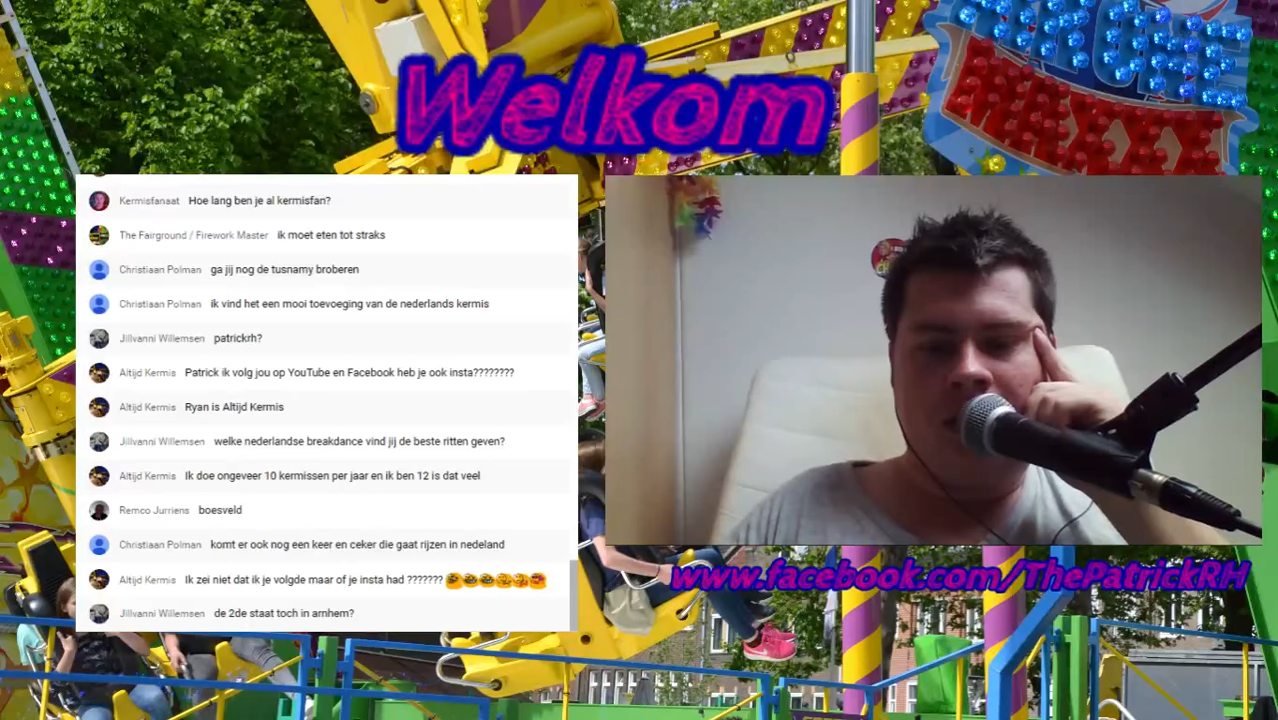 Welkom
Kermisfanaat Hoe lang ben je al kermisfan?
The Fairground / Firework Master ik moet eten tot straks
Christiaan Polman ga jij nog de tusnamy broberen
Christiaan Polman ik vind het een mooi toevoeging van de nederlands kermis
Jillvanni Willemsen patrickrh?
Altijd Kermis Patrick ik volg jou op YouTube en Facebook heb je ook insta????????
Altijd Kermis Ryan is Altijd Kermis
Jillvanni Willemsen welke nederlandse breakdance vind jij de beste ritten geven?
Altijd Kermis Ik doe ongeveer 10 kermissen per jaar en ik ben 12 is dat veel
Remco Jurriens boesveld
Christiaan Polman komt er ook nog een keer en ceker die gaat rijzen in nedeland
Altijd Kermis Ik zei niet dat ik je volgde maar of je insta had ???????
Jillvanni Willemsen de 2de staat toch in arnhem?
www.facebook.com/ThePatrickRH